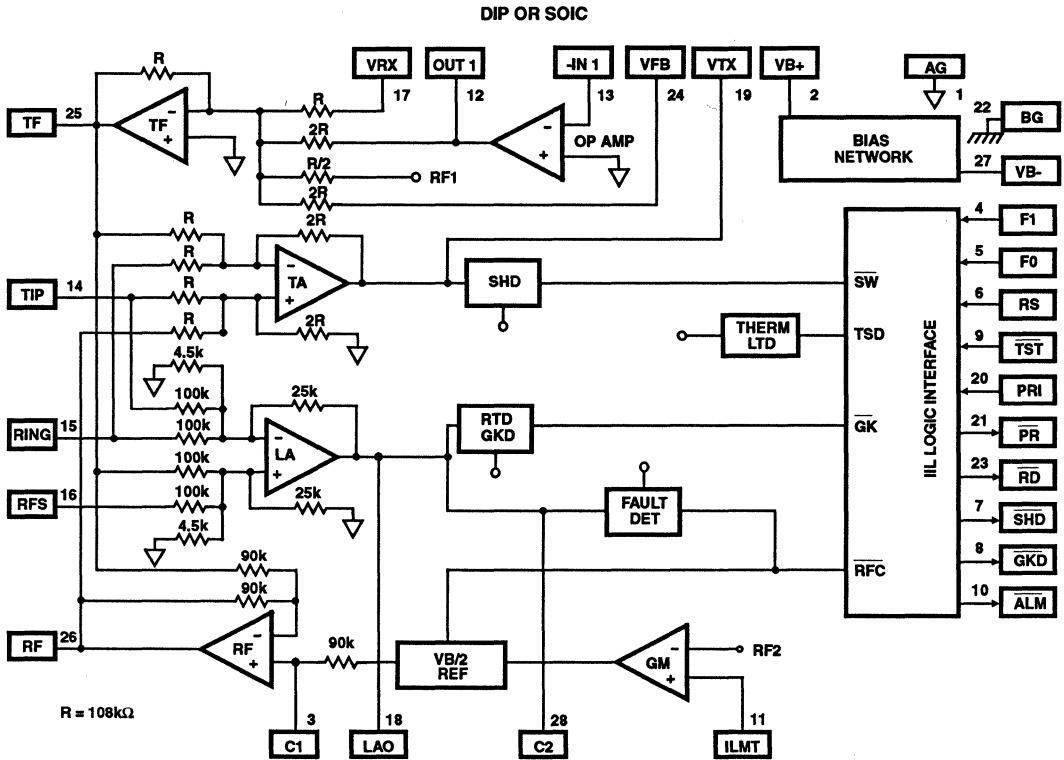 DIP OR SOIC
R
VRX
OUT 1
-IN 1
VFB
VTX
VB+
AG
17
12
13
24
19
2
1
TF
25
TF
-
+
R
2R
R/2
RF1
2R
-
+
OP AMP
BIAS
NETWORK
22
BG
27
VB-
R
R
R
R
2R
-
TA
+
2R
TIP
14
SHD
THERM
LTD
SW
TSD
GK
RFC
IIL LOGIC INTERFACE
4
F1
5
F0
6
RS
9
TST
20
PRI
21
PR
23
RD
7
SHD
8
GKD
10
ALM
4.5k
100k
100k
100k
100k
4.5k
25k
-
LA
+
25k
RING
15
RFS
16
RTD
GKD
FAULT
DET
90k
90k
RF
26
-
RF
+
90k
VB/2
REF
-
GM
+
RF2
R = 108kΩ
3
C1
18
LAO
28
C2
11
ILMT